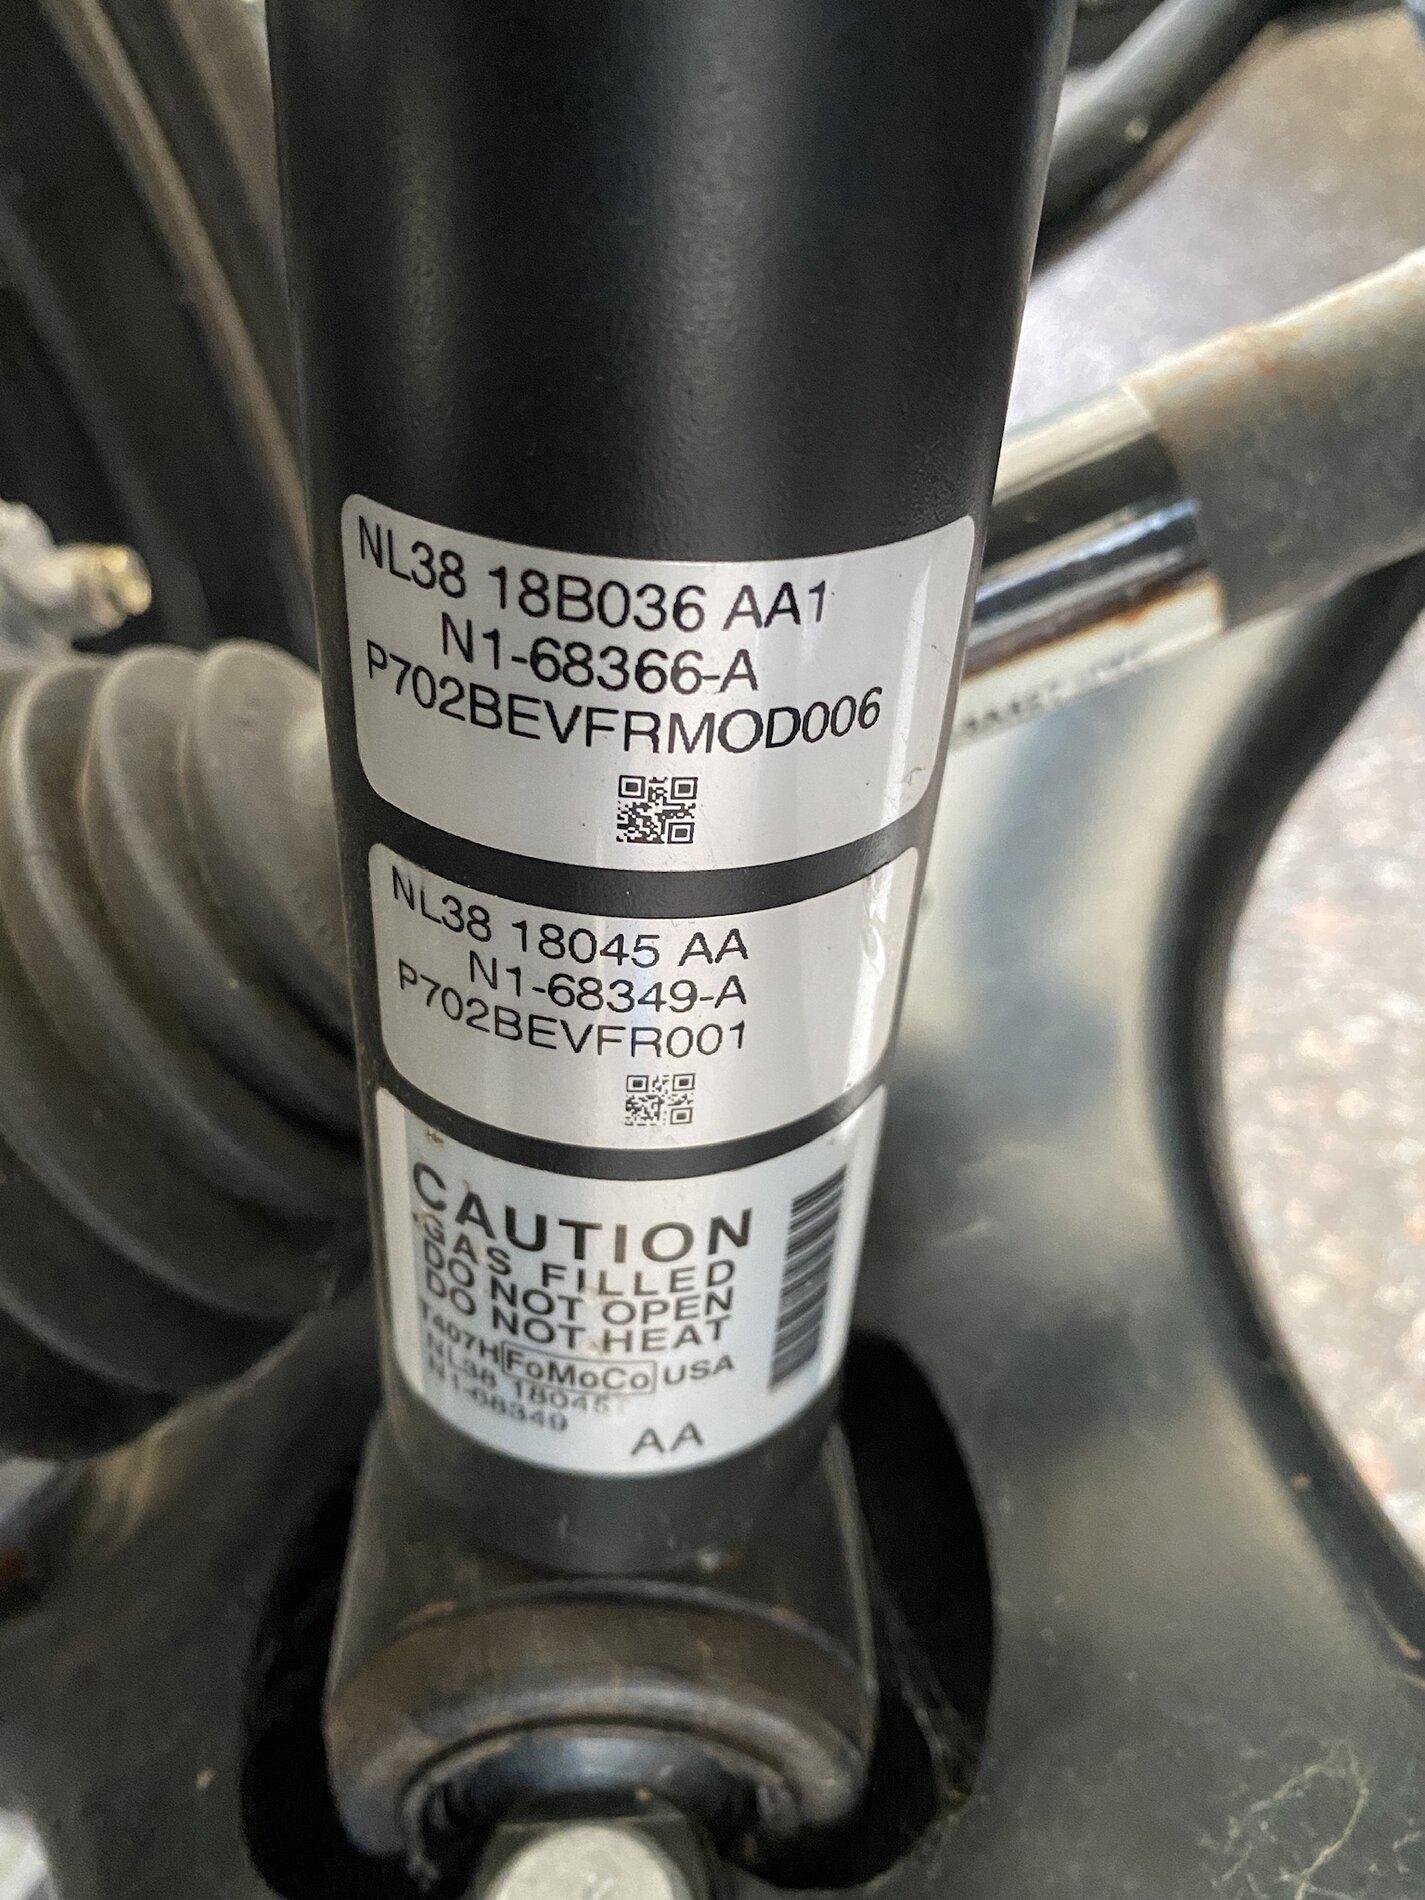 NL38 18B036 AA1
N1-68366-A
P702BEVFRMOD006
NL38 18045 AA
N1-68349-A
P702BEVFR001
CAUTION
GAS FILLED
DO NOT OPEN
DO NOT HEAT
T407H FoMoCo USA
NL38 18045
N1-68349
AA